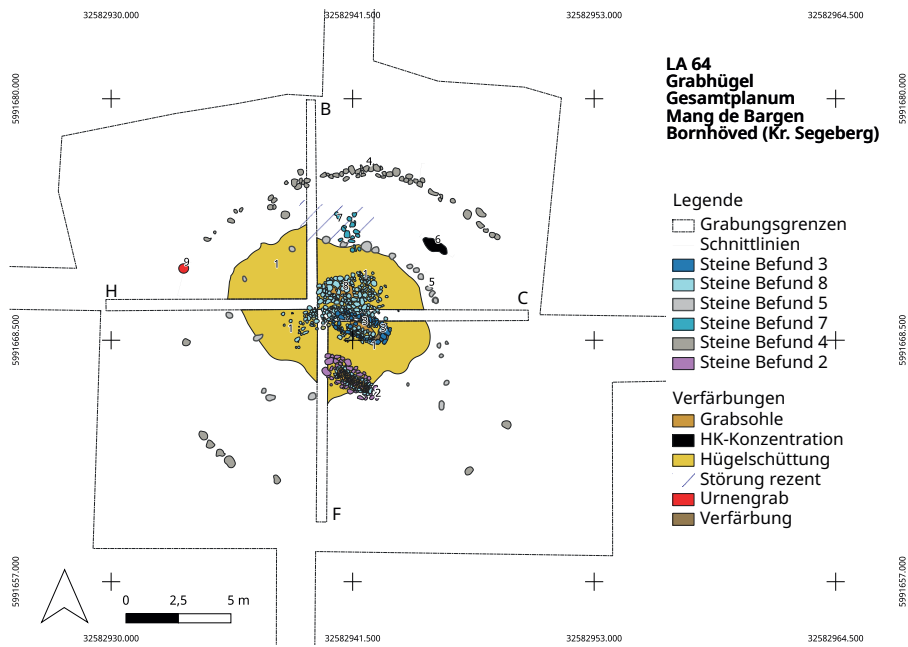 32582930.000
32582941.500
32582953.000
32582964.500
5991680.000
5991680.000
LA 64
Grabhügel
Gesamtplanum
Mang de Bargen
Bornhöved (Kr. Segeberg)
B
4
6
9
1
1
8
5
H
C
1
3
1
2
F
5991668.500
5991668.500
Legende
Grabungsgrenzen
Schnittlinien
Steine Befund 3
Steine Befund 8
Steine Befund 5
Steine Befund 7
Steine Befund 4
Steine Befund 2
Verfärbungen
Grabsohle
HK-Konzentration
Hügelschüttung
Störung rezent
Urnengrab
Verfärbung
5991657.000
5991657.000
0 2,5 5 m
32582930.000
32582941.500
32582953.000
32582964.500